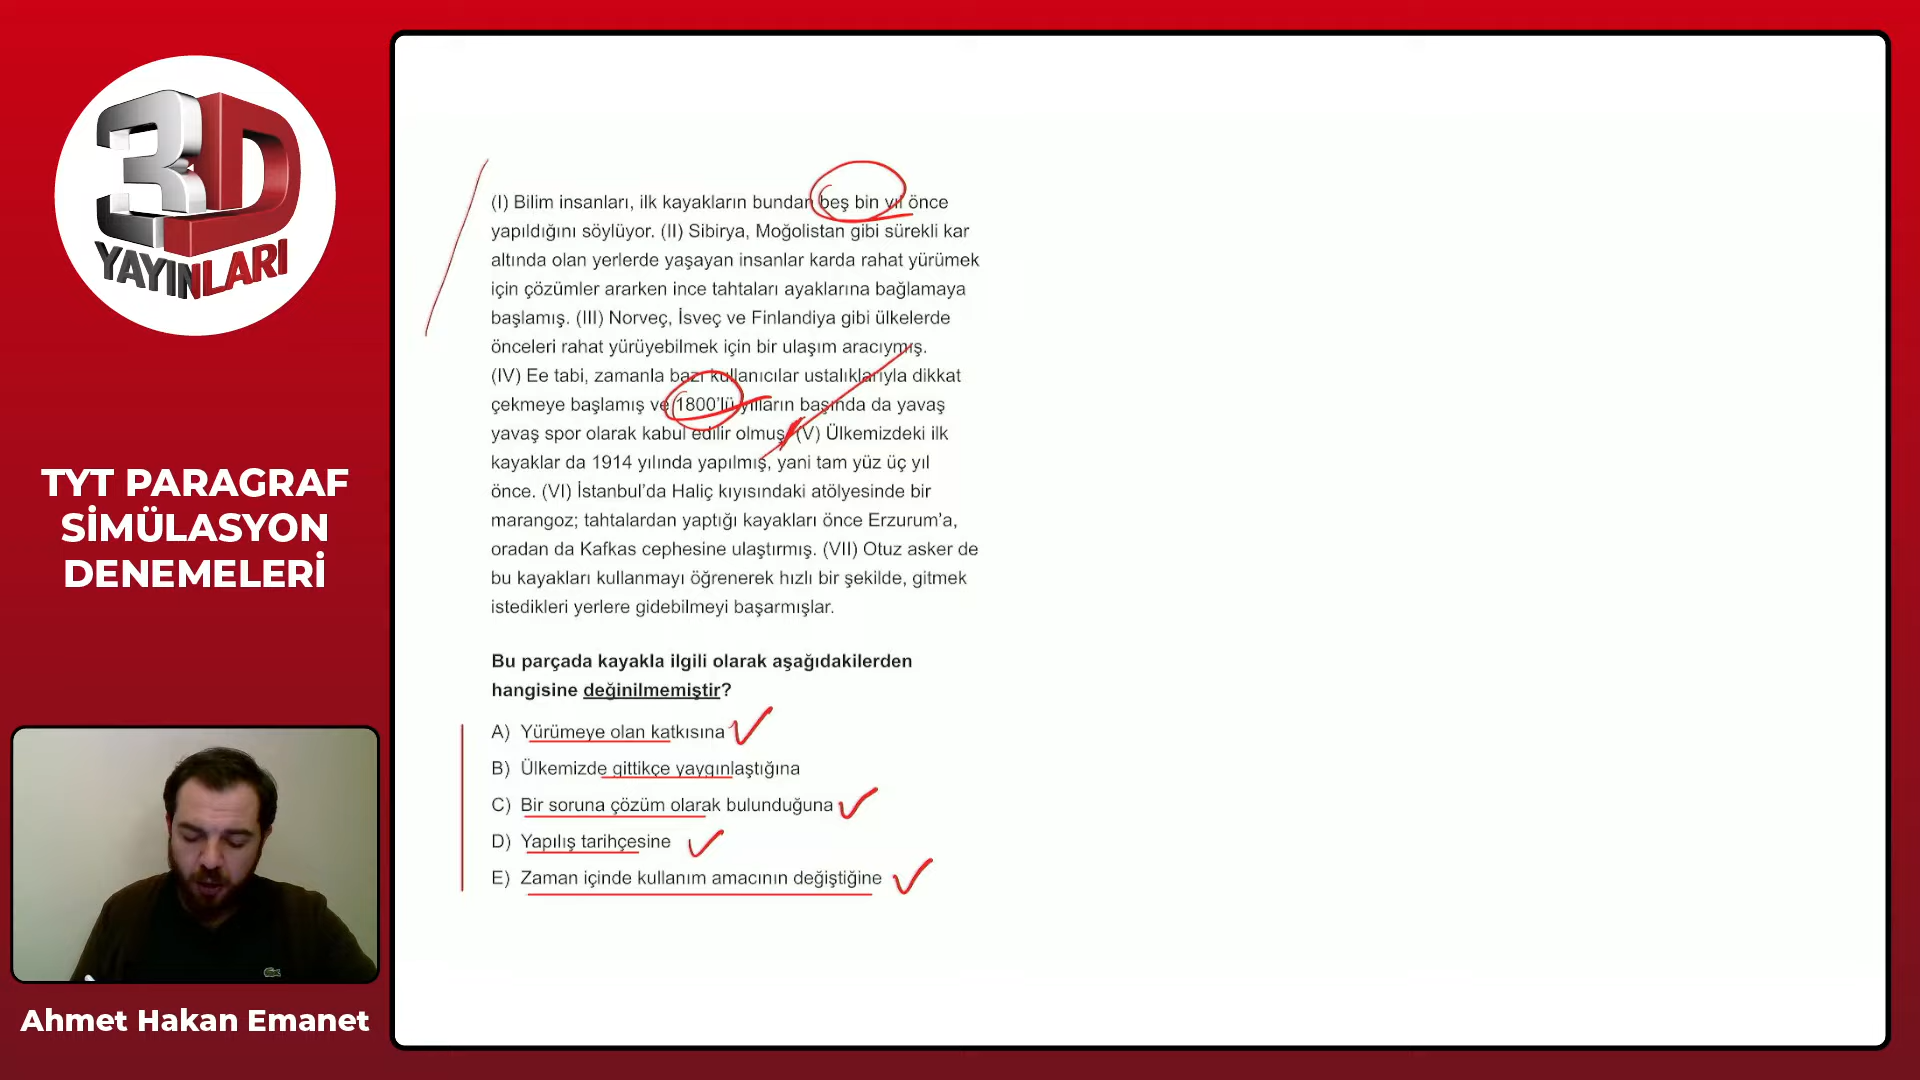 3D
YAYINLARI
TYT PARAGRAF
SİMÜLASYON
DENEMELERİ
Ahmet Hakan Emanet
(I) Bilim insanları, ilk kayakların bundan beş bin yıl önce
yapıldığını söylüyor. (II) Sibirya, Moğolistan gibi sürekli kar
altında olan yerlerde yaşayan insanlar karda rahat yürümek
için çözümler ararken ince tahtaları ayaklarına bağlamaya
başlamış. (III) Norveç, İsveç ve Finlandiya gibi ülkelerde
önceleri rahat yürüyebilmek için bir ulaşım aracıymış.
(IV) Ee tabi, zamanla bazı kullanıcılar ustalıklarıyla dikkat
çekmeye başlamış ve 1800’lü yılların başında da yavaş
yavaş spor olarak kabul edilir olmuş. (V) Ülkemizdeki ilk
kayaklar da 1914 yılında yapılmış, yani tam yüz üç yıl
önce. (VI) İstanbul’da Haliç kıyısındaki atölyesinde bir
marangoz; tahtalardan yaptığı kayakları önce Erzurum’a,
oradan da Kafkas cephesine ulaştırmış. (VII) Otuz asker de
bu kayakları kullanmayı öğrenerek hızlı bir şekilde, gitmek
istedikleri yerlere gidebilmeyi başarmışlar.
Bu parçada kayakla ilgili olarak aşağıdakilerden
hangisine değinilmemiştir?
A) Yürümeye olan katkısına
B) Ülkemizde gittikçe yaygınlaştığına
C) Bir soruna çözüm olarak bulunduğuna
D) Yapılış tarihçesine
E) Zaman içinde kullanım amacının değiştiğine